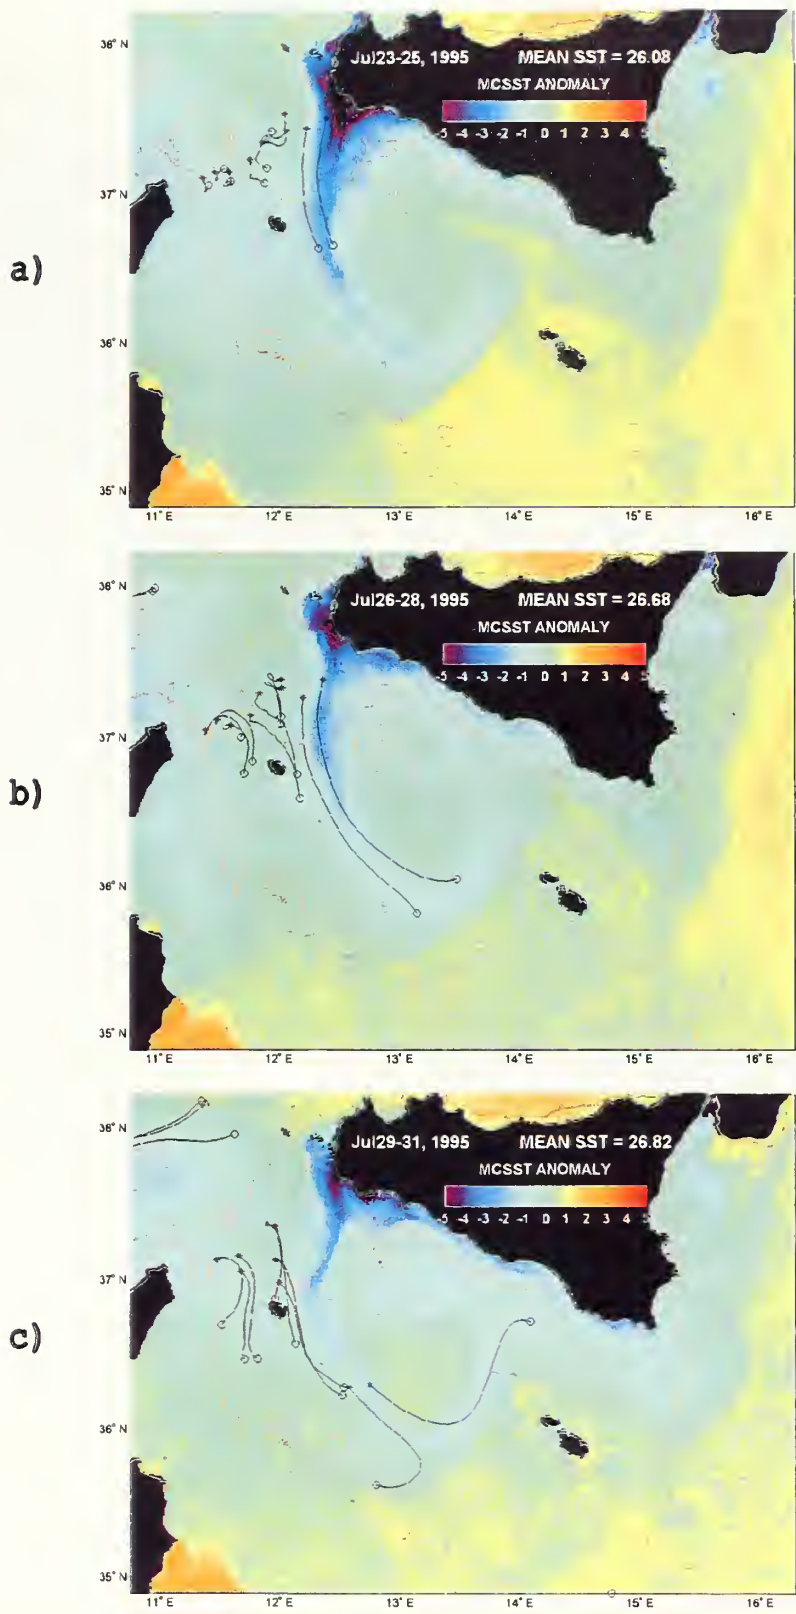 a)
38° N
37° N
36° N
35° N
Jul23-25, 1995 MEAN SST = 26.08
MCSST ANOMALY
-5 -4 -3 -2 -1 0 1 2 3 4 5
11° E 12° E 13° E 14° E 15° E 16° E
b)
38° N
37° N
36° N
35° N
Jul26-28, 1995 MEAN SST = 26.68
MCSST ANOMALY
-5 -4 -3 -2 -1 0 1 2 3 4 5
11° E 12° E 13° E 14° E 15° E 16° E
c)
38° N
37° N
36° N
35° N
Jul29-31, 1995 MEAN SST = 26.82
MCSST ANOMALY
-5 -4 -3 -2 -1 0 1 2 3 4 5
11° E 12° E 13° E 14° E 15° E 16° E